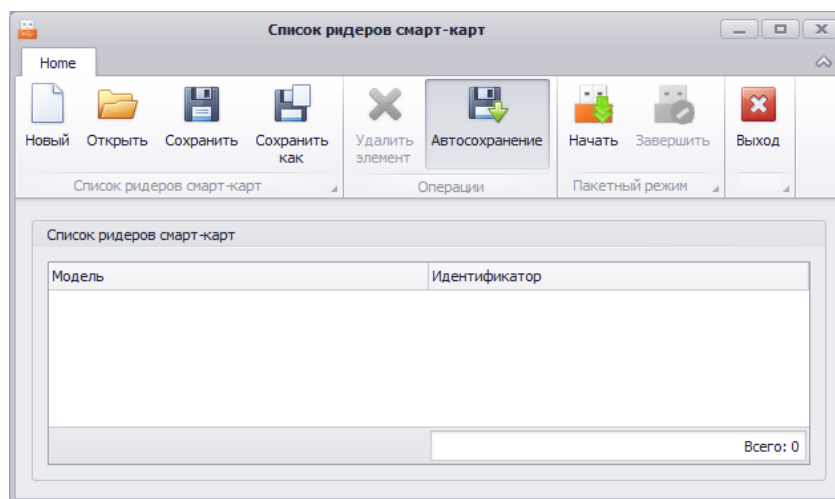 Список ридеров смарт-карт
Home
Новый Открыть Сохранить Сохранить как Удалить элемент Автосохранение Начать Завершить Выход
Список ридеров смарт-карт Операции Пакетный режим
Список ридеров смарт-карт
Модель Идентификатор
Всего: 0